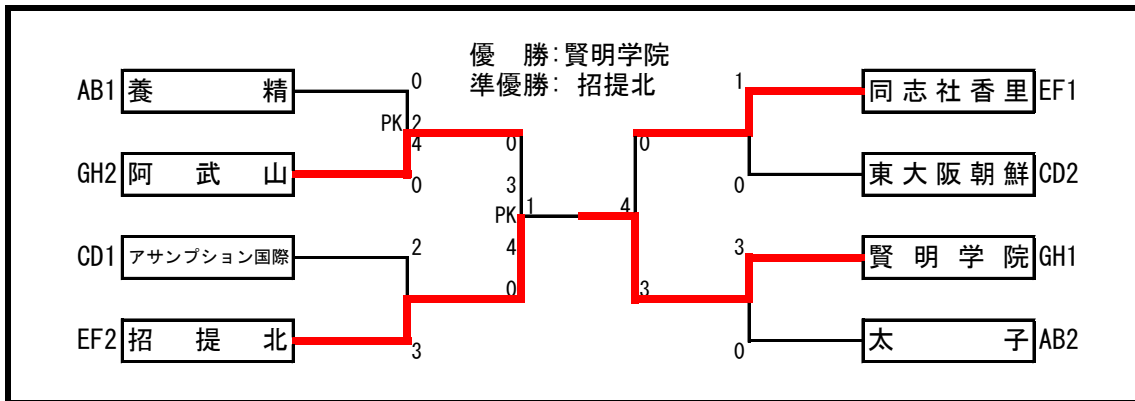 優　勝:賢明学院
準優勝: 招提北
AB1 養精 0
PK 2
4
GH2 阿武山 0
0
3
PK 1
4
0
CD1 アサンプション国際 2
EF2 招提北 3
1 同志社香里 EF1
0
0 東大阪朝鮮 CD2
4
3 賢明学院 GH1
3
0 太子 AB2